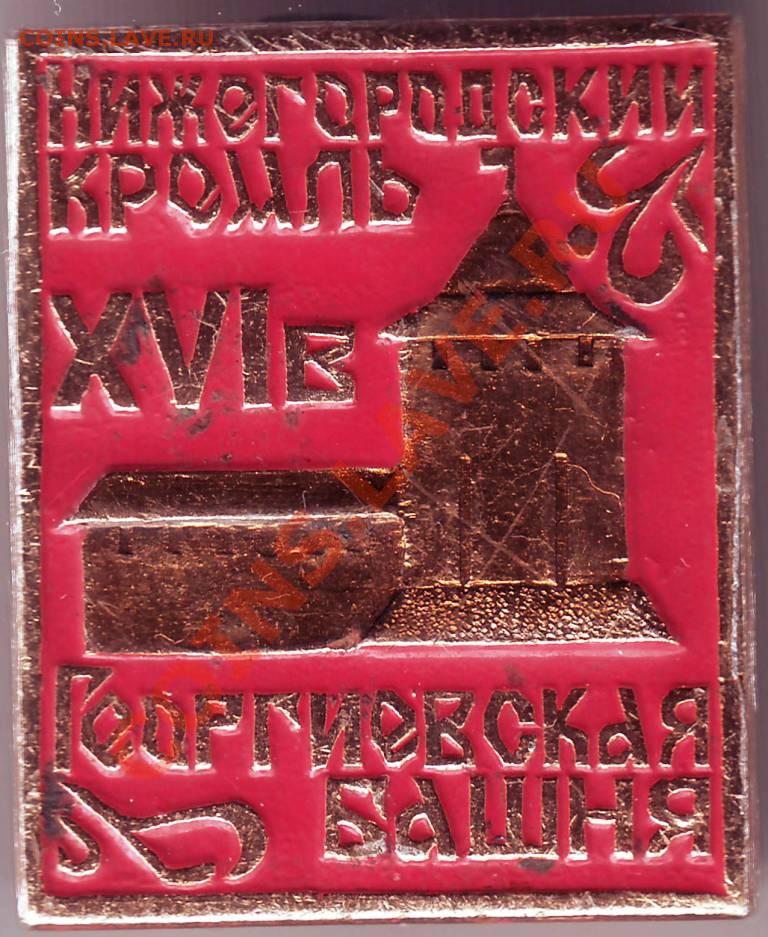 COINS.LAVE.RU
НИЖЕГОРОДСКИЙ
КРЕМЛЬ
XVI в
Георгиевская
БАШНЯ
COINS.LAVE.RU